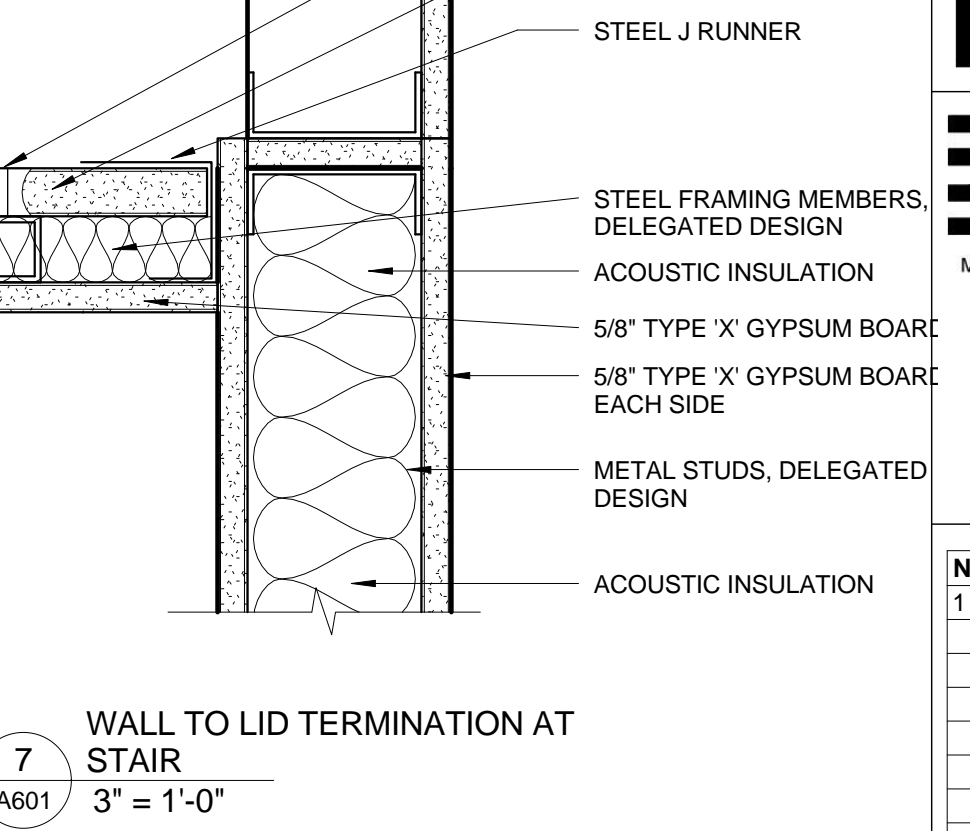 STEEL J RUNNER
STEEL FRAMING MEMBERS,
DELEGATED DESIGN
ACOUSTIC INSULATION
5/8" TYPE 'X' GYPSUM BOARD
5/8" TYPE 'X' GYPSUM BOARD
EACH SIDE
METAL STUDS, DELEGATED
DESIGN
ACOUSTIC INSULATION
WALL TO LID TERMINATION AT
STAIR
7
A601
3" = 1'-0"
1